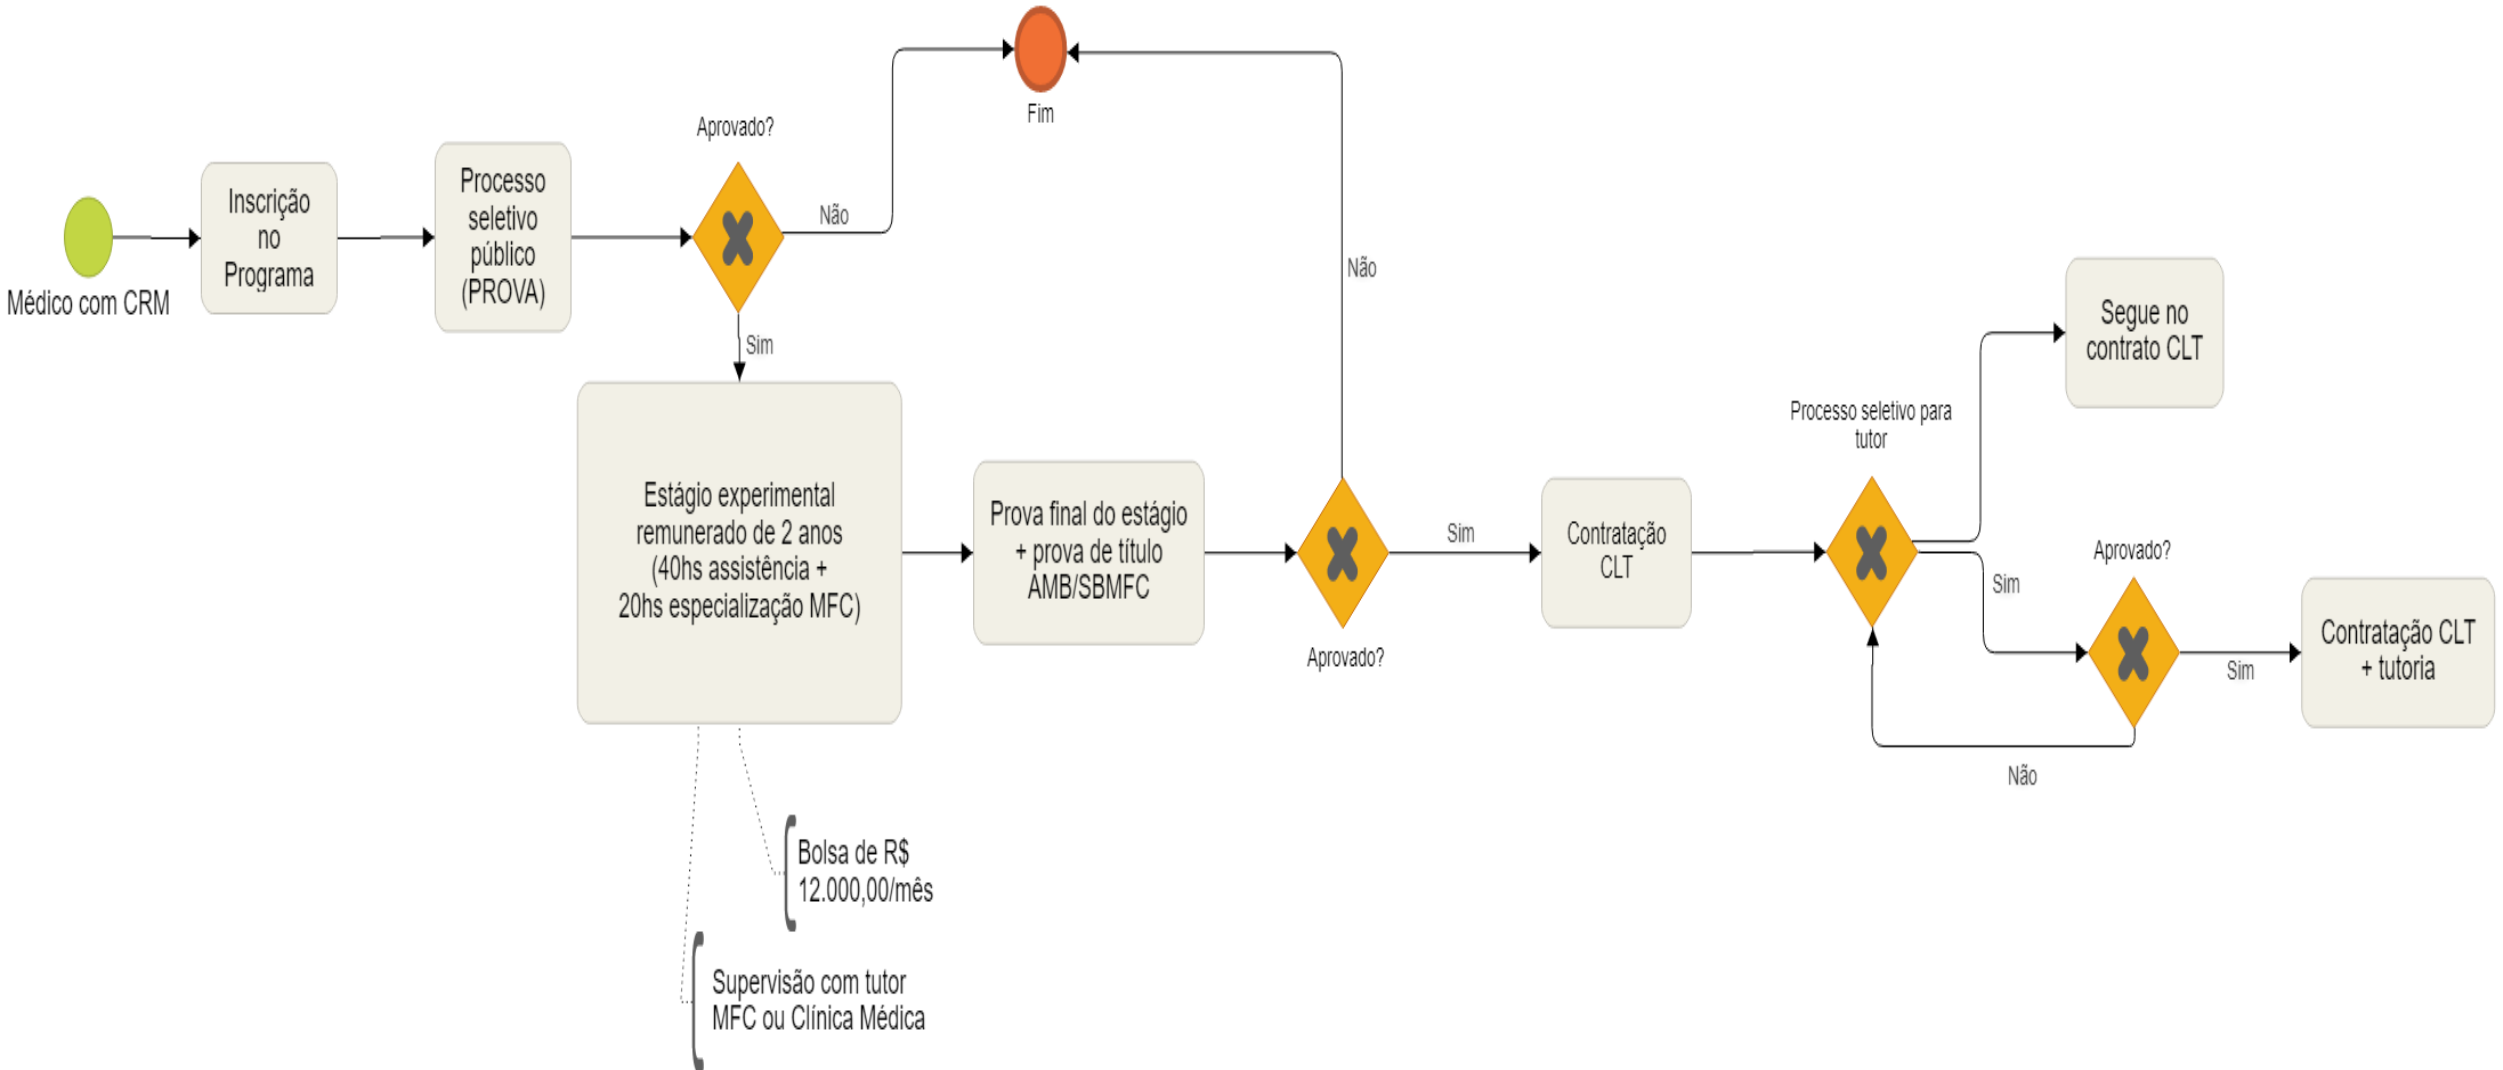 Médico com CRM
Inscrição
no
Programa
Processo
seletivo
público
(PROVA)
Aprovado?
Não
Sim
Fim
Estágio experimental
remunerado de 2 anos
(40hs assistência +
20hs especialização MFC)
Bolsa de R$
12.000,00/mês
Supervisão com tutor
MFC ou Clínica Médica
Prova final do estágio
+ prova de título
AMB/SBMFC
Aprovado?
Não
Sim
Contratação
CLT
Processo seletivo para
tutor
Segue no
contrato CLT
Sim
Aprovado?
Não
Sim
Contratação CLT
+ tutoria